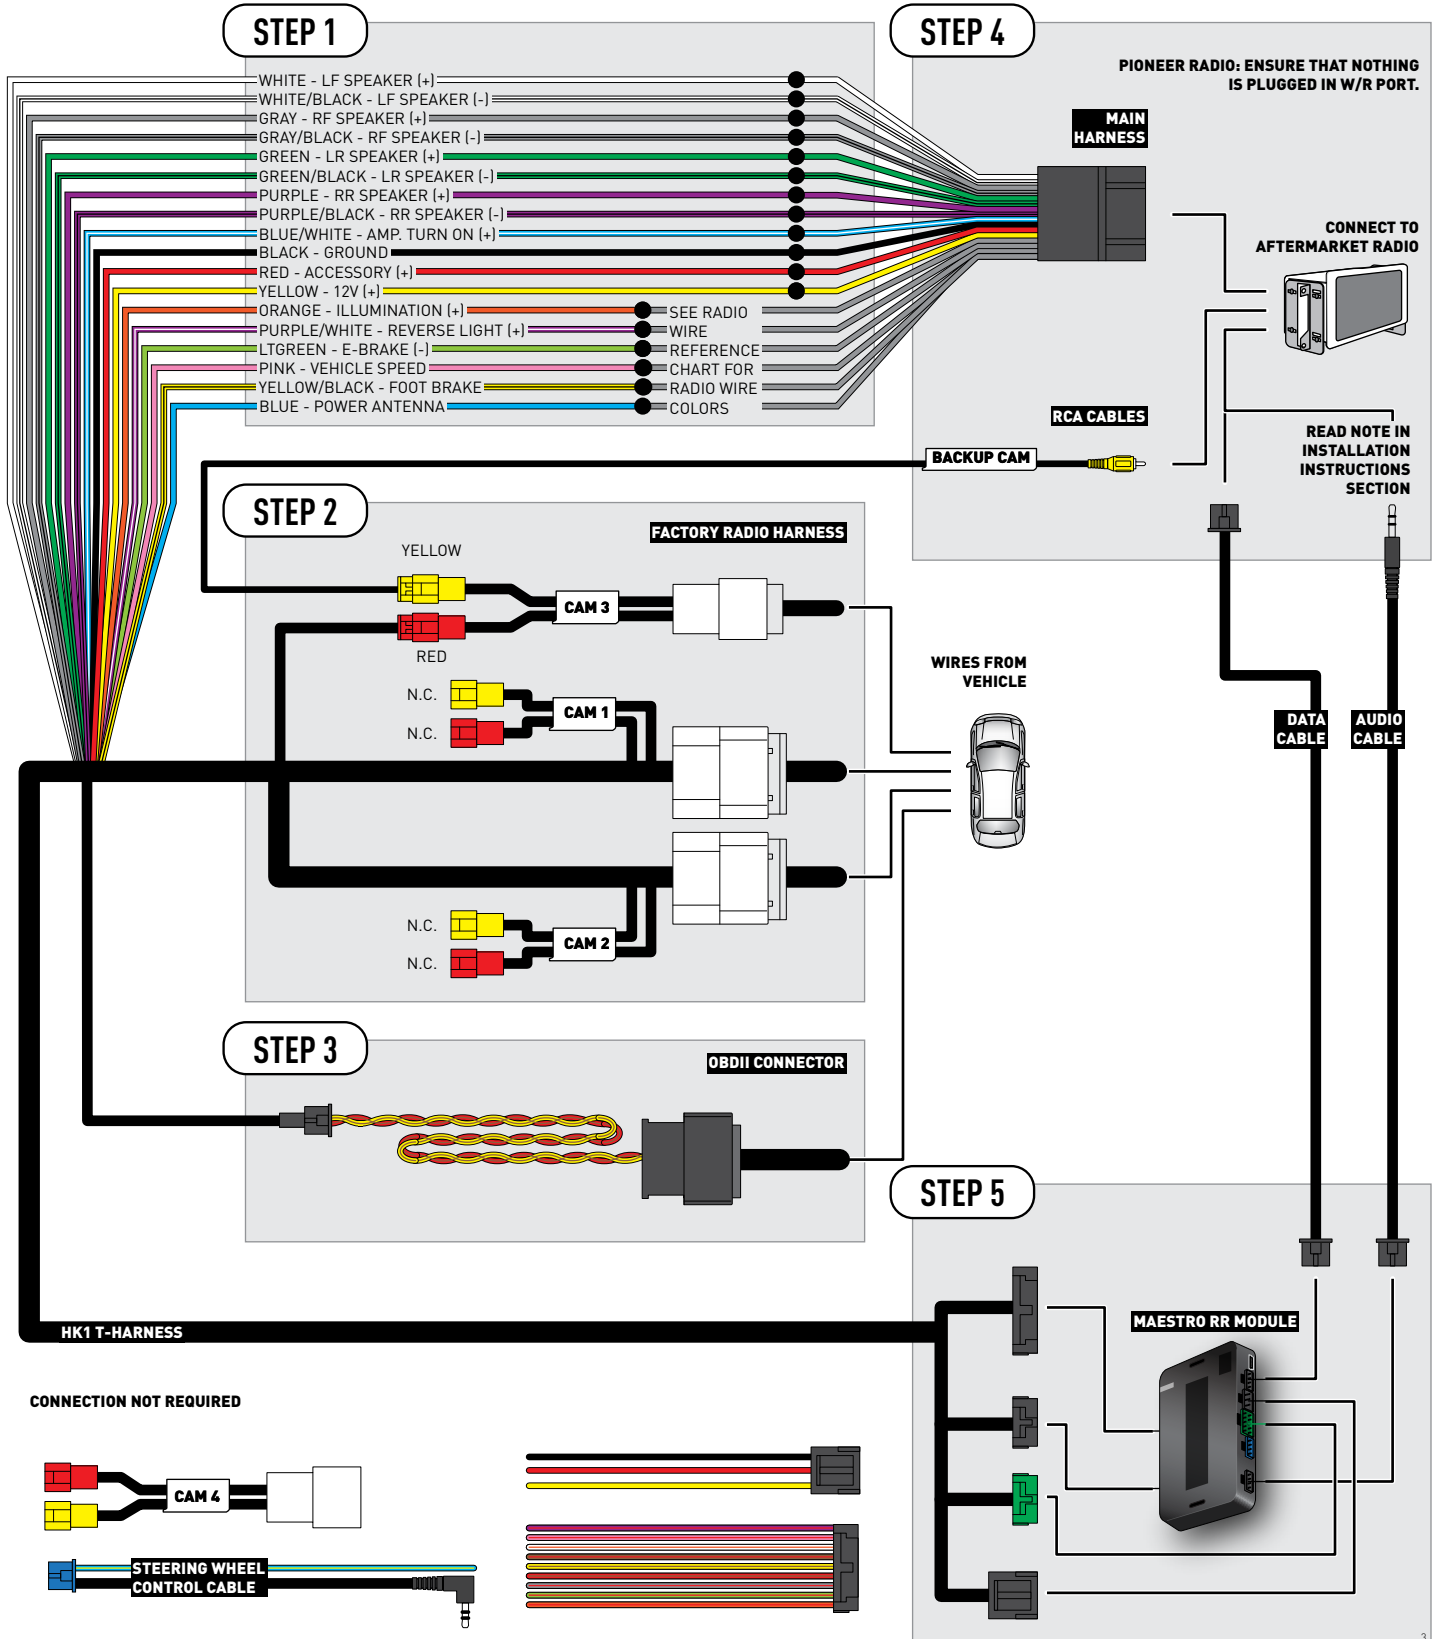 STEP 1
WHITE - LF SPEAKER (+)
WHITE/BLACK - LF SPEAKER (-)
GRAY - RF SPEAKER (+)
GRAY/BLACK - RF SPEAKER (-)
GREEN - LR SPEAKER (+)
GREEN/BLACK - LR SPEAKER (-)
PURPLE - RR SPEAKER (+)
PURPLE/BLACK - RR SPEAKER (-)
BLUE/WHITE - AMP. TURN ON (+)
BLACK - GROUND
RED - ACCESSORY (+)
YELLOW - 12V (+)
ORANGE - ILLUMINATION (+)
PURPLE/WHITE - REVERSE LIGHT (+)
LTGREEN - E-BRAKE (-)
PINK - VEHICLE SPEED
YELLOW/BLACK - FOOT BRAKE
BLUE - POWER ANTENNA
SEE RADIO
WIRE
REFERENCE
CHART FOR
RADIO WIRE
COLORS
STEP 4
PIONEER RADIO: ENSURE THAT NOTHING
IS PLUGGED IN W/R PORT.
MAIN
HARNESS
CONNECT TO
AFTERMARKET RADIO
RCA CABLES
BACKUP CAM
READ NOTE IN
INSTALLATION
INSTRUCTIONS
SECTION
STEP 2
FACTORY RADIO HARNESS
YELLOW
CAM 3
RED
N.C.
CAM 1
N.C.
WIRES FROM
VEHICLE
DATA
CABLE
AUDIO
CABLE
N.C.
CAM 2
N.C.
STEP 3
OBDII CONNECTOR
STEP 5
MAESTRO RR MODULE
HK1 T-HARNESS
CONNECTION NOT REQUIRED
CAM 4
STEERING WHEEL
CONTROL CABLE
3